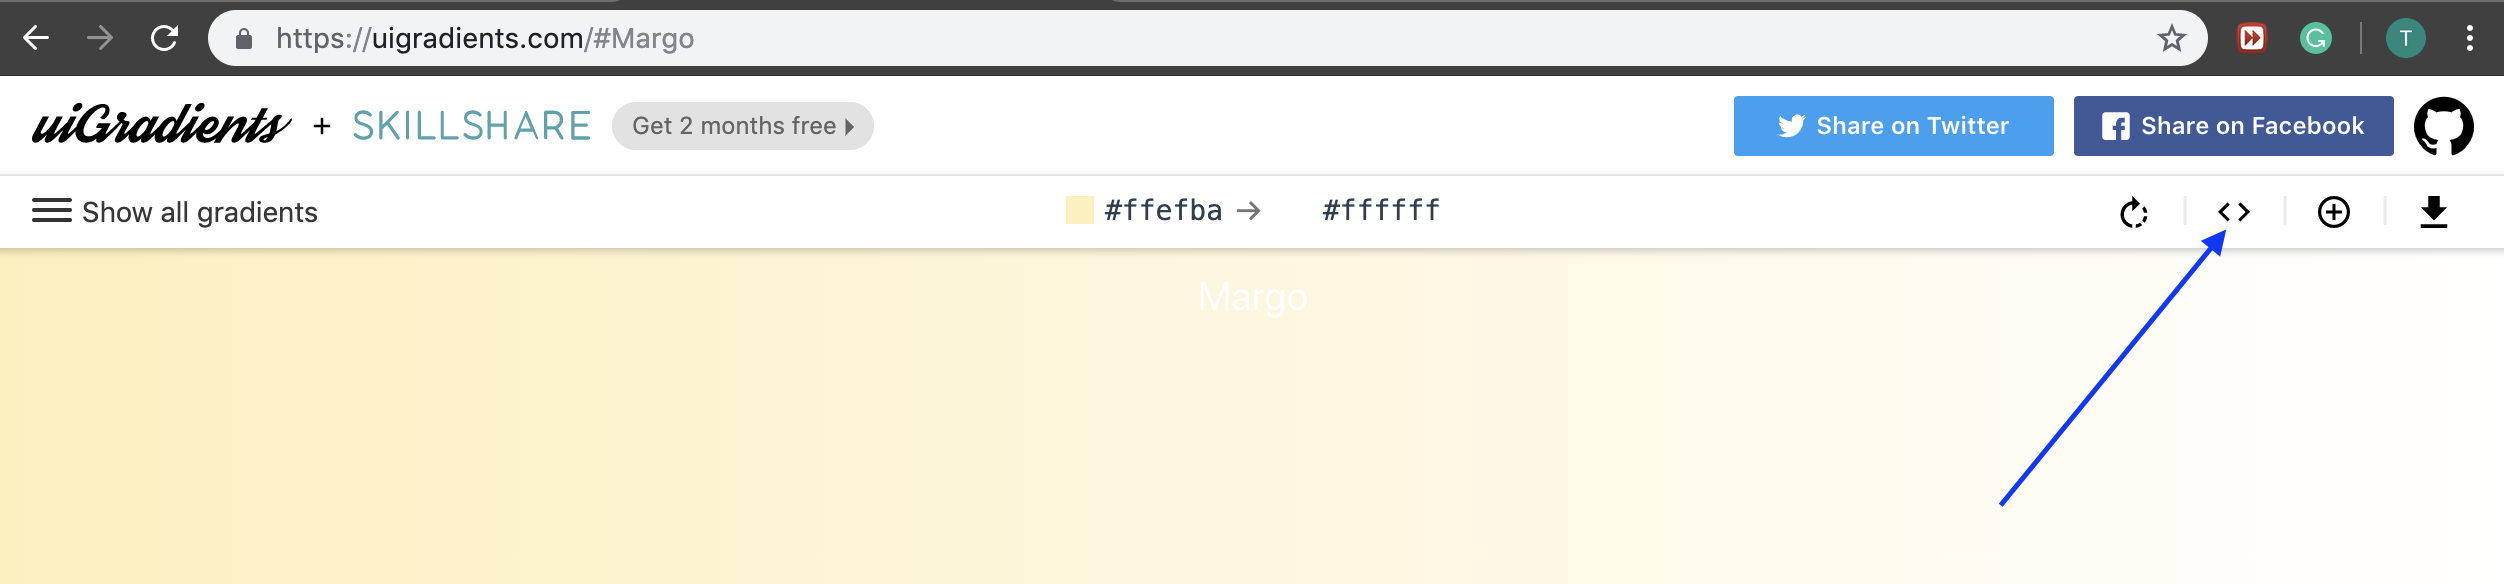 https://uigradients.com/#Margo
T
uiGradients + SKILLSHARE Get 2 months free
Share on Twitter
Share on Facebook
Show all gradients
#ffefba → #ffffff
< >
Margo